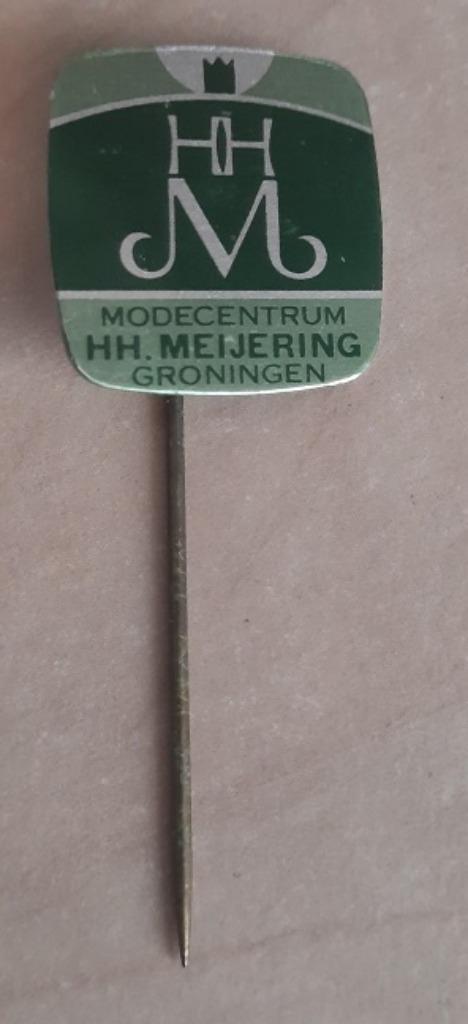 HH
M
MODECENTRUM
HH. MEIJERING
GRONINGEN